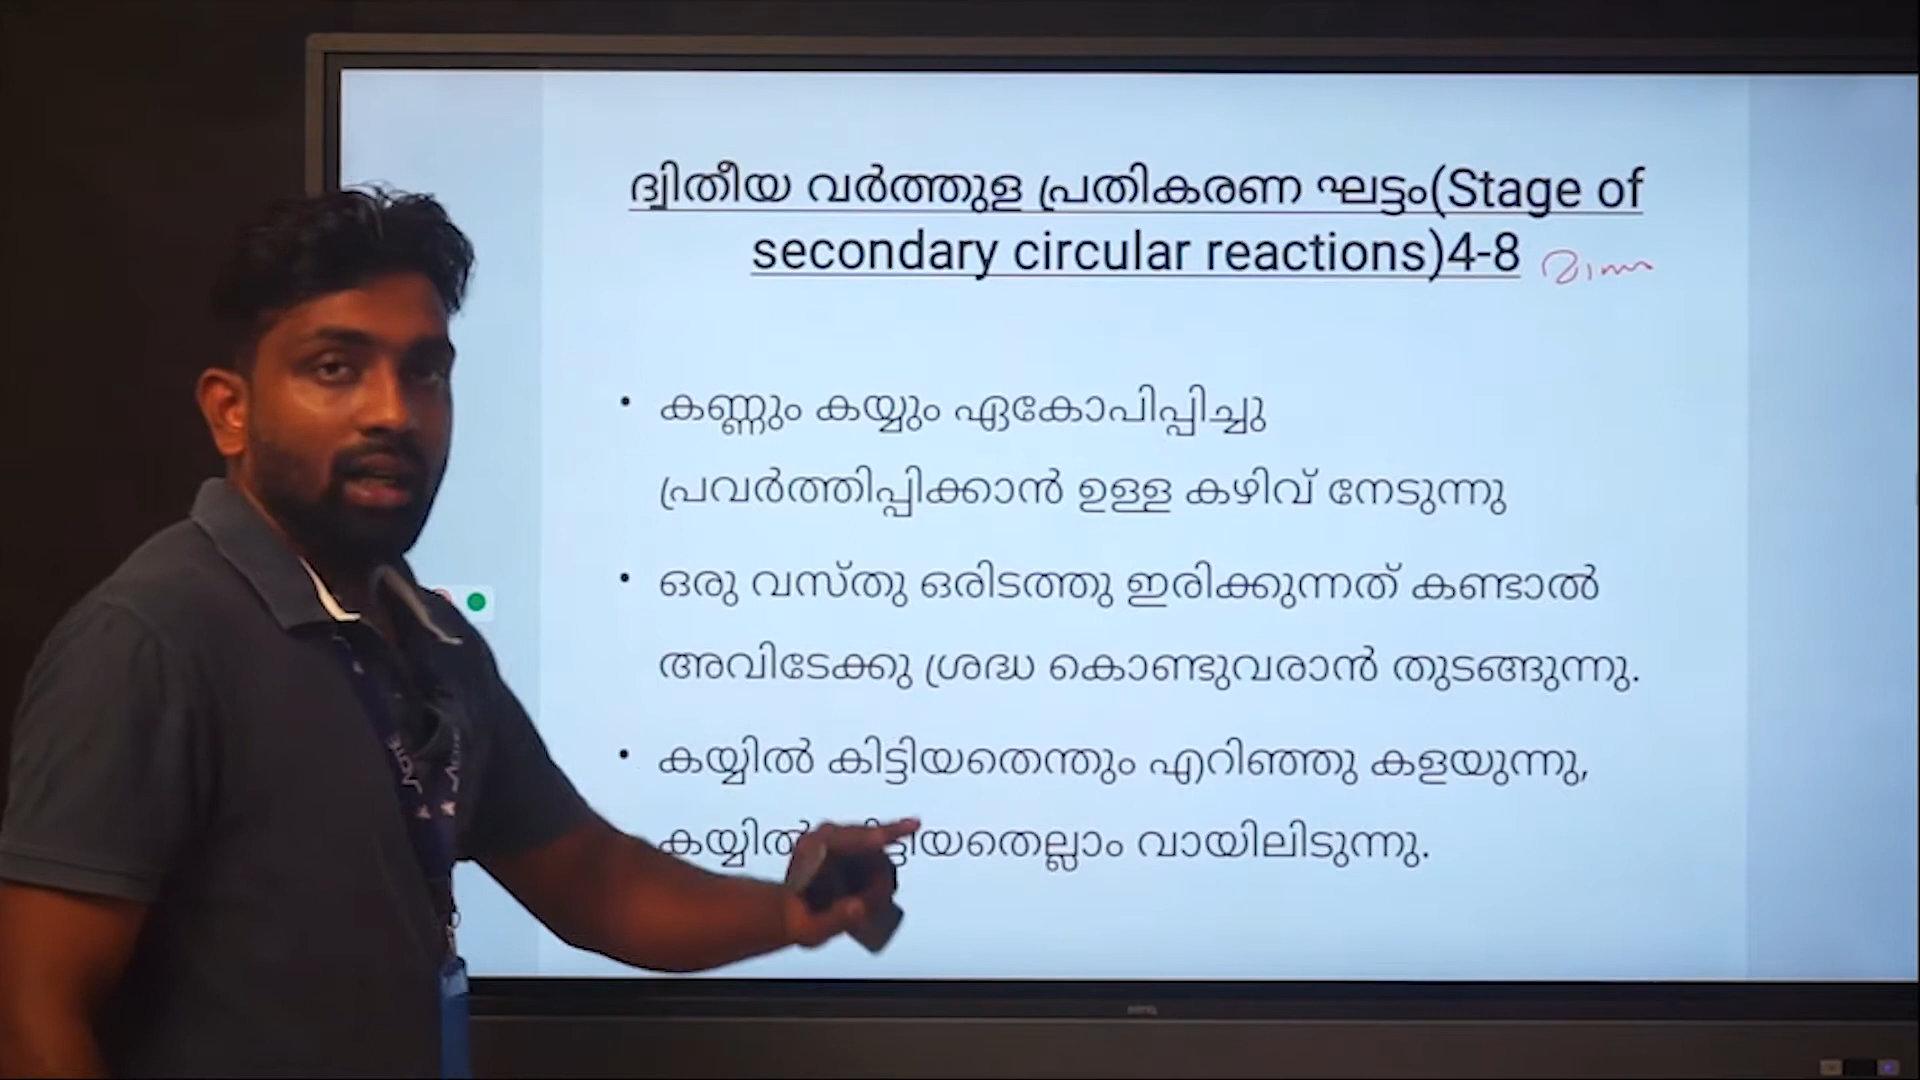 ദ്വിതീയ വർത്തുള പ്രതികരണ ഘട്ടം(Stage of
secondary circular reactions)4-8
• കണ്ണും കയ്യും ഏകോപിപ്പിച്ചു
പ്രവർത്തിപ്പിക്കാൻ ഉള്ള കഴിവ് നേടുന്നു
• ഒരു വസ്തു ഒരിടത്തു ഇരിക്കുന്നത് കണ്ടാൽ
അവിടേക്കു ശ്രദ്ധ കൊണ്ടുവരാൻ തുടങ്ങുന്നു.
• കയ്യിൽ കിട്ടിയതെന്തും എറിഞ്ഞു കളയുന്നു,
കയ്യിൽ കിട്ടിയതെല്ലാം വായിലിടുന്നു.